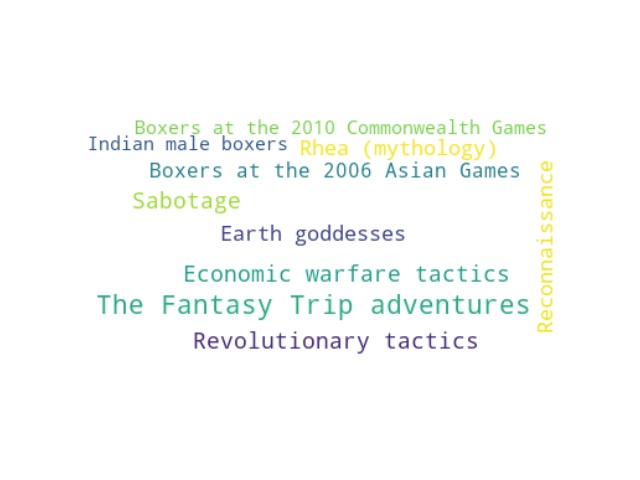 Boxers at the 2010 Commonwealth Games
Indian male boxers
Rhea (mythology)
Boxers at the 2006 Asian Games
Sabotage
Reconnaissance
Earth goddesses
Economic warfare tactics
The Fantasy Trip adventures
Revolutionary tactics